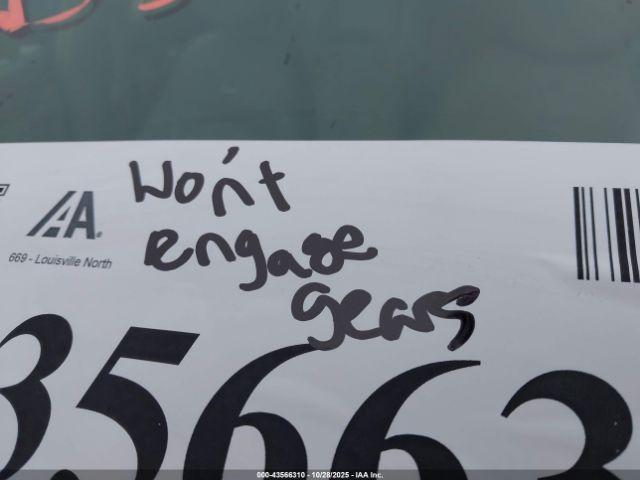 Won't
engage
gears
IAA
669 - Louisville North
35663
000-43566310 - 10/28/2025 - IAA Inc.